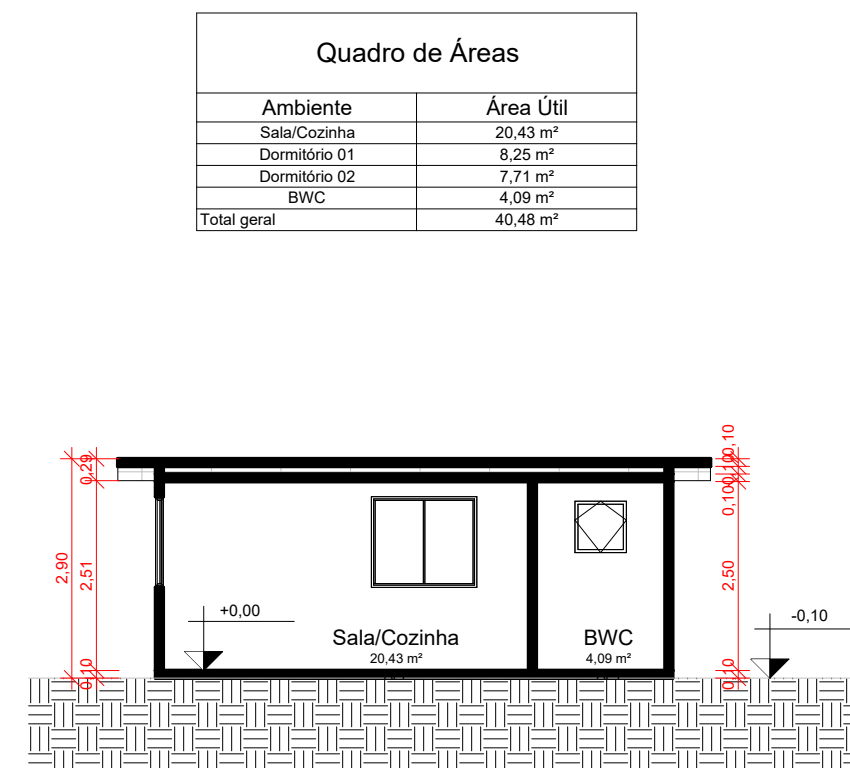 Quadro de Áreas
Ambiente Área Útil
Sala/Cozinha 20,43 m²
Dormitório 01 8,25 m²
Dormitório 02 7,71 m²
BWC 4,09 m²
Total geral 40,48 m²
0,29
2,90
2,51
0,10
+0,00
Sala/Cozinha
20,43 m²
BWC
4,09 m²
0,10
0,10
2,50
0,10
-0,10